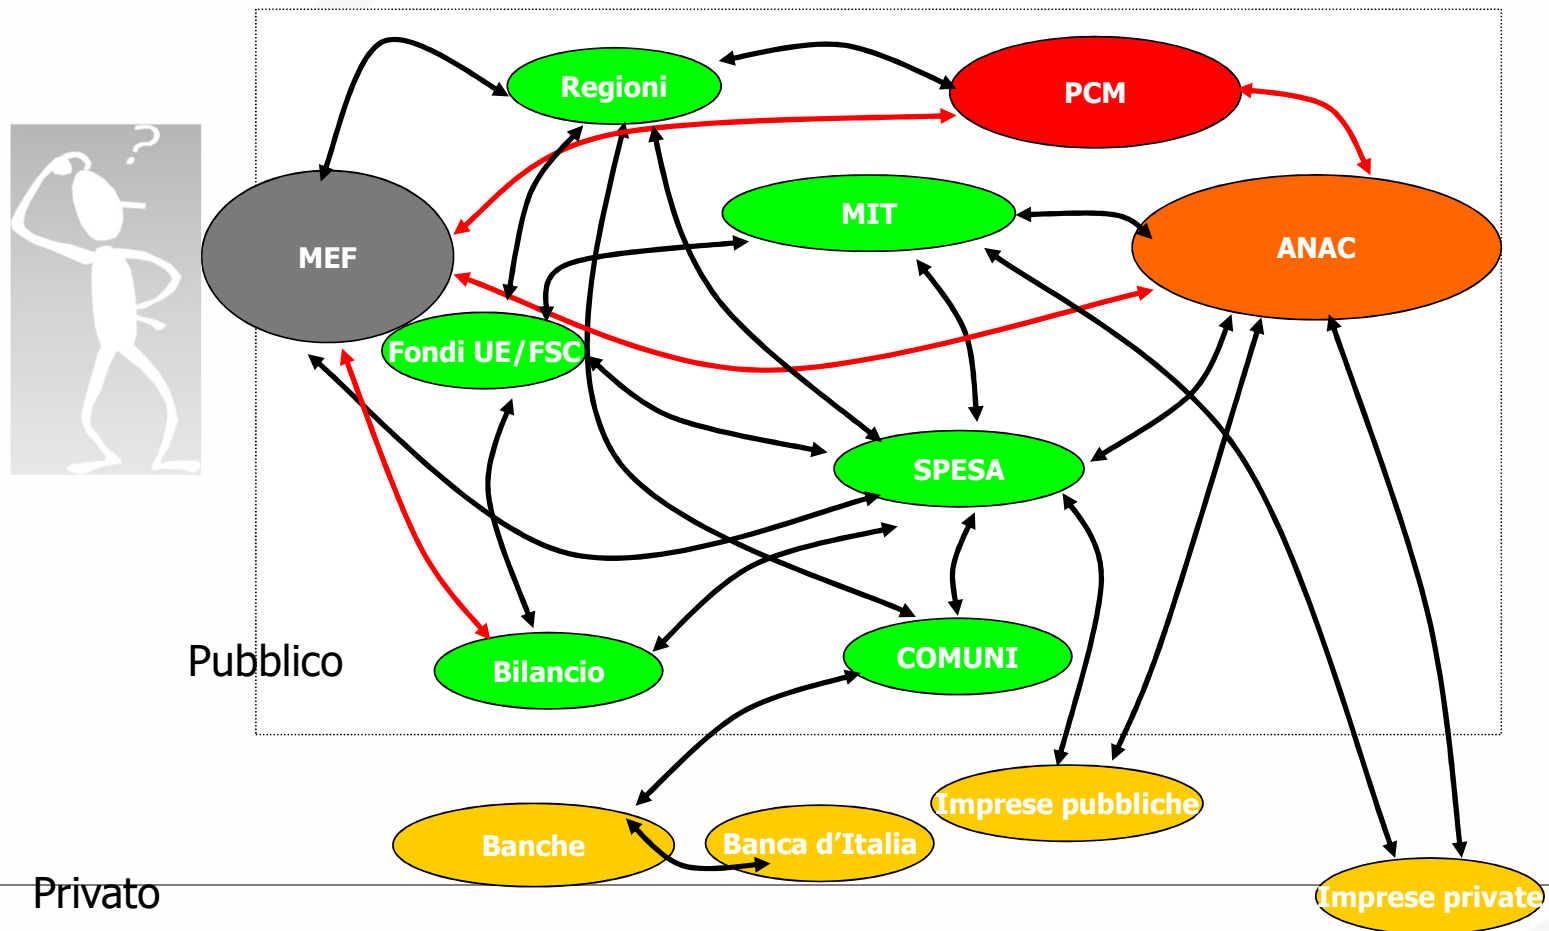 Regioni
PCM
?
MIT
ANAC
MEF
Fondi UE/FSC
SPESA
Pubblico
Bilancio
COMUNI
Imprese pubbliche
Banche
Banca d’Italia
Privato
Imprese private